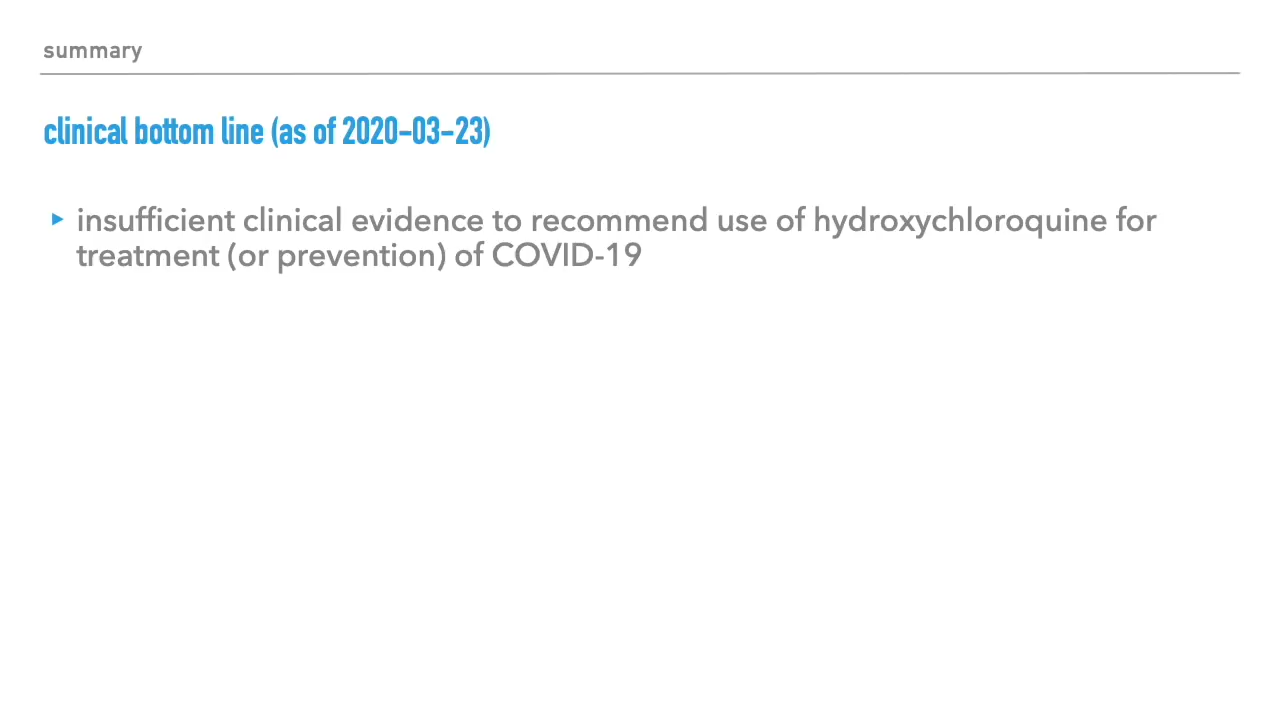 summary
clinical bottom line (as of 2020-03-23)
insufficient clinical evidence to recommend use of hydroxychloroquine for
treatment (or prevention) of COVID-19